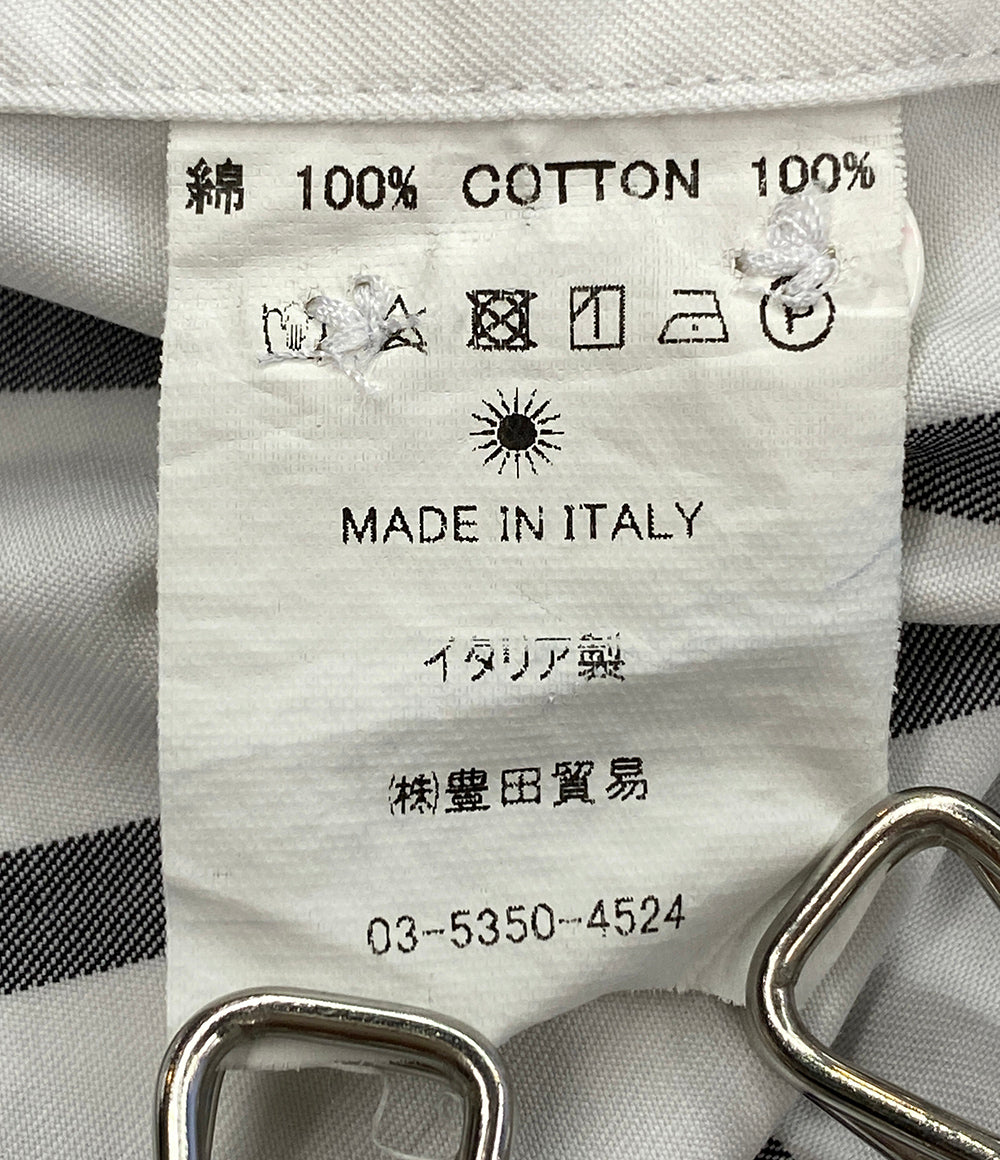 綿 100% COTTON 100%
P
MADE IN ITALY
イタリア製
(株)豊田貿易
03-5350-4524